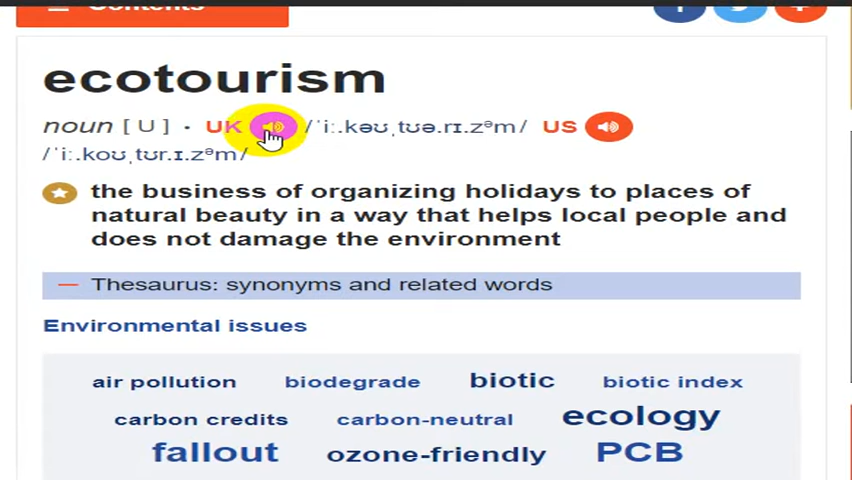 Contents
ecotourism
noun [ U ] · UK /ˈiː.kəʊˌtʊə.rɪ.zᵊm/ US
/ˈiː.koʊˌtʊr.ɪ.zᵊm/
the business of organizing holidays to places of
natural beauty in a way that helps local people and
does not damage the environment
— Thesaurus: synonyms and related words
Environmental issues
air pollution biodegrade biotic biotic index
carbon credits carbon-neutral ecology
fallout ozone-friendly PCB